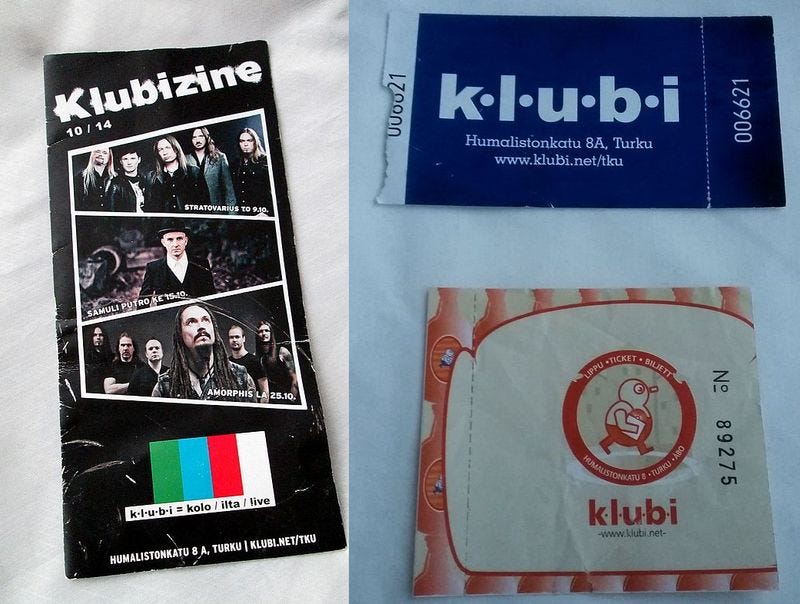 Klubizine
10 / 14
STRATOVARIUS TO 9.10.
SAMULI PUTRO KE 15.10.
AMORPHIS LA 25.10.
k·l·u·b·i = kolo / ilta / live
HUMALISTONKATU 8 A, TURKU | KLUBI.NET/TKU
006621
k·l·u·b·i
Humalistonkatu 8A, Turku
www.klubi.net/tku
006621
LIPPU • TICKET • BILJETT
HUMALISTONKATU 8 • TURKU • ÅBO
k·l·u·b·i
-www.klubi.net-
No 89275